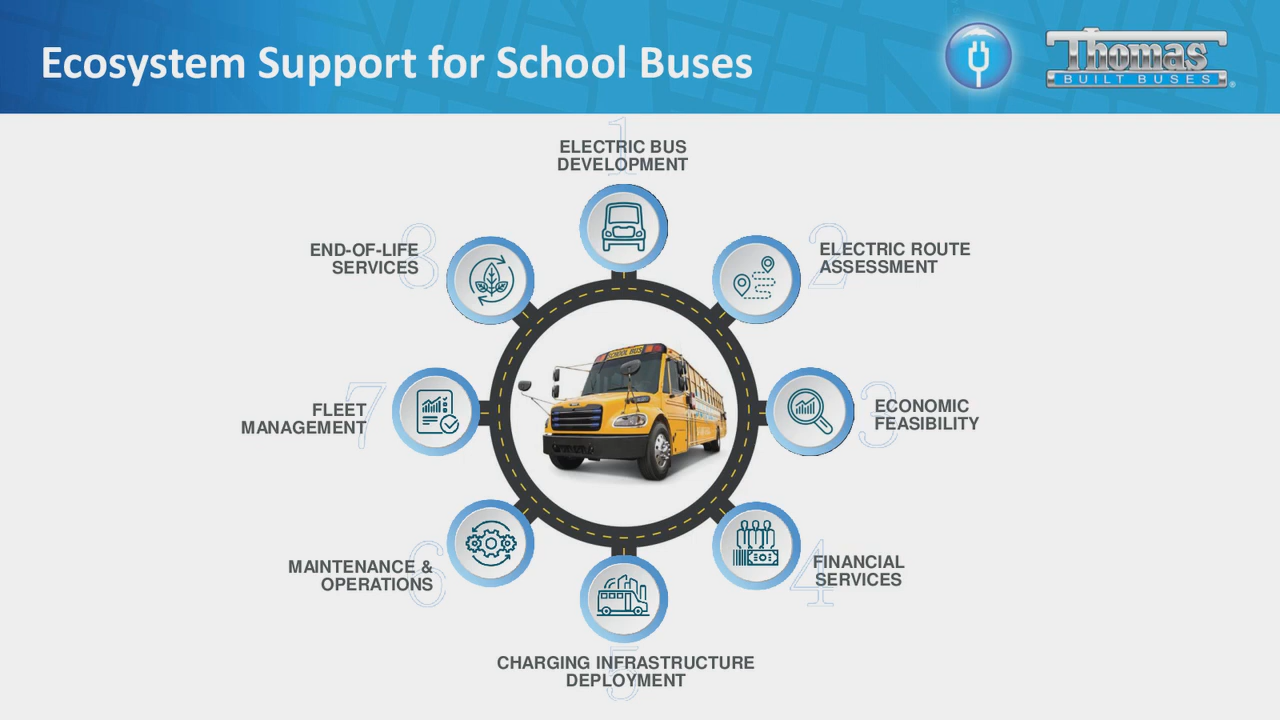 Ecosystem Support for School Buses
Thomas
BUILT BUSES®
1
ELECTRIC BUS
DEVELOPMENT
2
ELECTRIC ROUTE
ASSESSMENT
3
ECONOMIC
FEASIBILITY
4
FINANCIAL
SERVICES
5
CHARGING INFRASTRUCTURE
DEPLOYMENT
6
MAINTENANCE &
OPERATIONS
7
FLEET
MANAGEMENT
8
END-OF-LIFE
SERVICES
SCHOOL BUS